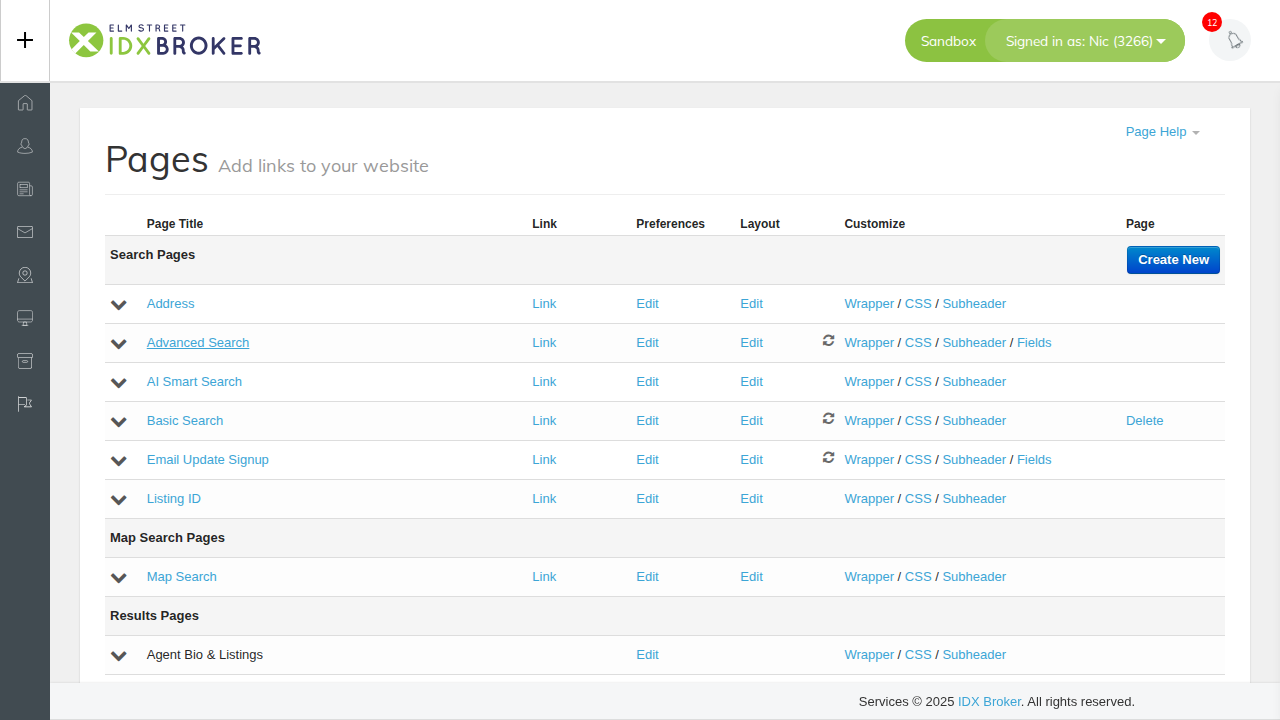 ELM STREET
IDXBROKER
Sandbox
Signed in as: Nic (3266)
12
Page Help
Pages Add links to your website
Page Title Link Preferences Layout Customize Page
Search Pages Create New
Address Link Edit Edit Wrapper / CSS / Subheader
Advanced Search Link Edit Edit Wrapper / CSS / Subheader / Fields
AI Smart Search Link Edit Edit Wrapper / CSS / Subheader
Basic Search Link Edit Edit Wrapper / CSS / Subheader Delete
Email Update Signup Link Edit Edit Wrapper / CSS / Subheader / Fields
Listing ID Link Edit Edit Wrapper / CSS / Subheader
Map Search Pages
Map Search Link Edit Edit Wrapper / CSS / Subheader
Results Pages
Agent Bio & Listings Edit Wrapper / CSS / Subheader
Services © 2025 IDX Broker. All rights reserved.